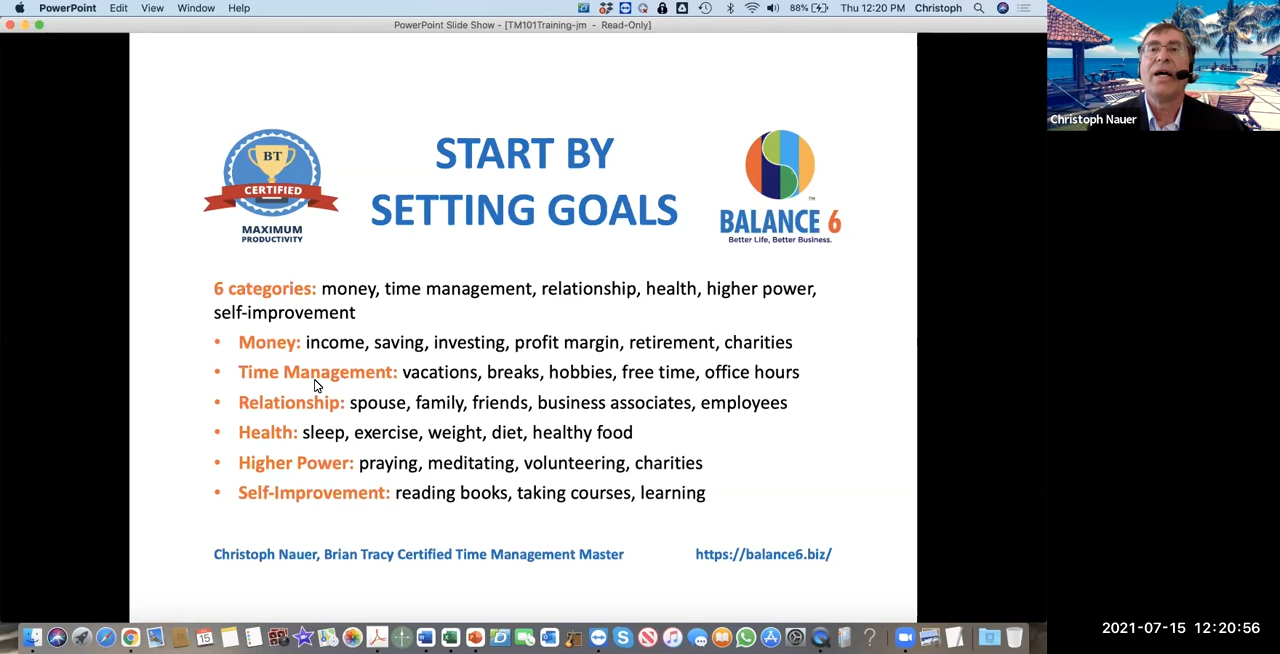 PowerPoint Edit View Window Help
88% Thu 12:20 PM Christoph
PowerPoint Slide Show - [TM101Training-jm - Read-Only]
Christoph Nauer
BT
CERTIFIED
MAXIMUM
PRODUCTIVITY
START BY
SETTING GOALS
TM
BALANCE 6
Better Life, Better Business.
6 categories: money, time management, relationship, health, higher power,
self-improvement
• Money: income, saving, investing, profit margin, retirement, charities
• Time Management: vacations, breaks, hobbies, free time, office hours
• Relationship: spouse, family, friends, business associates, employees
• Health: sleep, exercise, weight, diet, healthy food
• Higher Power: praying, meditating, volunteering, charities
• Self-Improvement: reading books, taking courses, learning
Christoph Nauer, Brian Tracy Certified Time Management Master https://balance6.biz/
15
2021-07-15 12:20:56